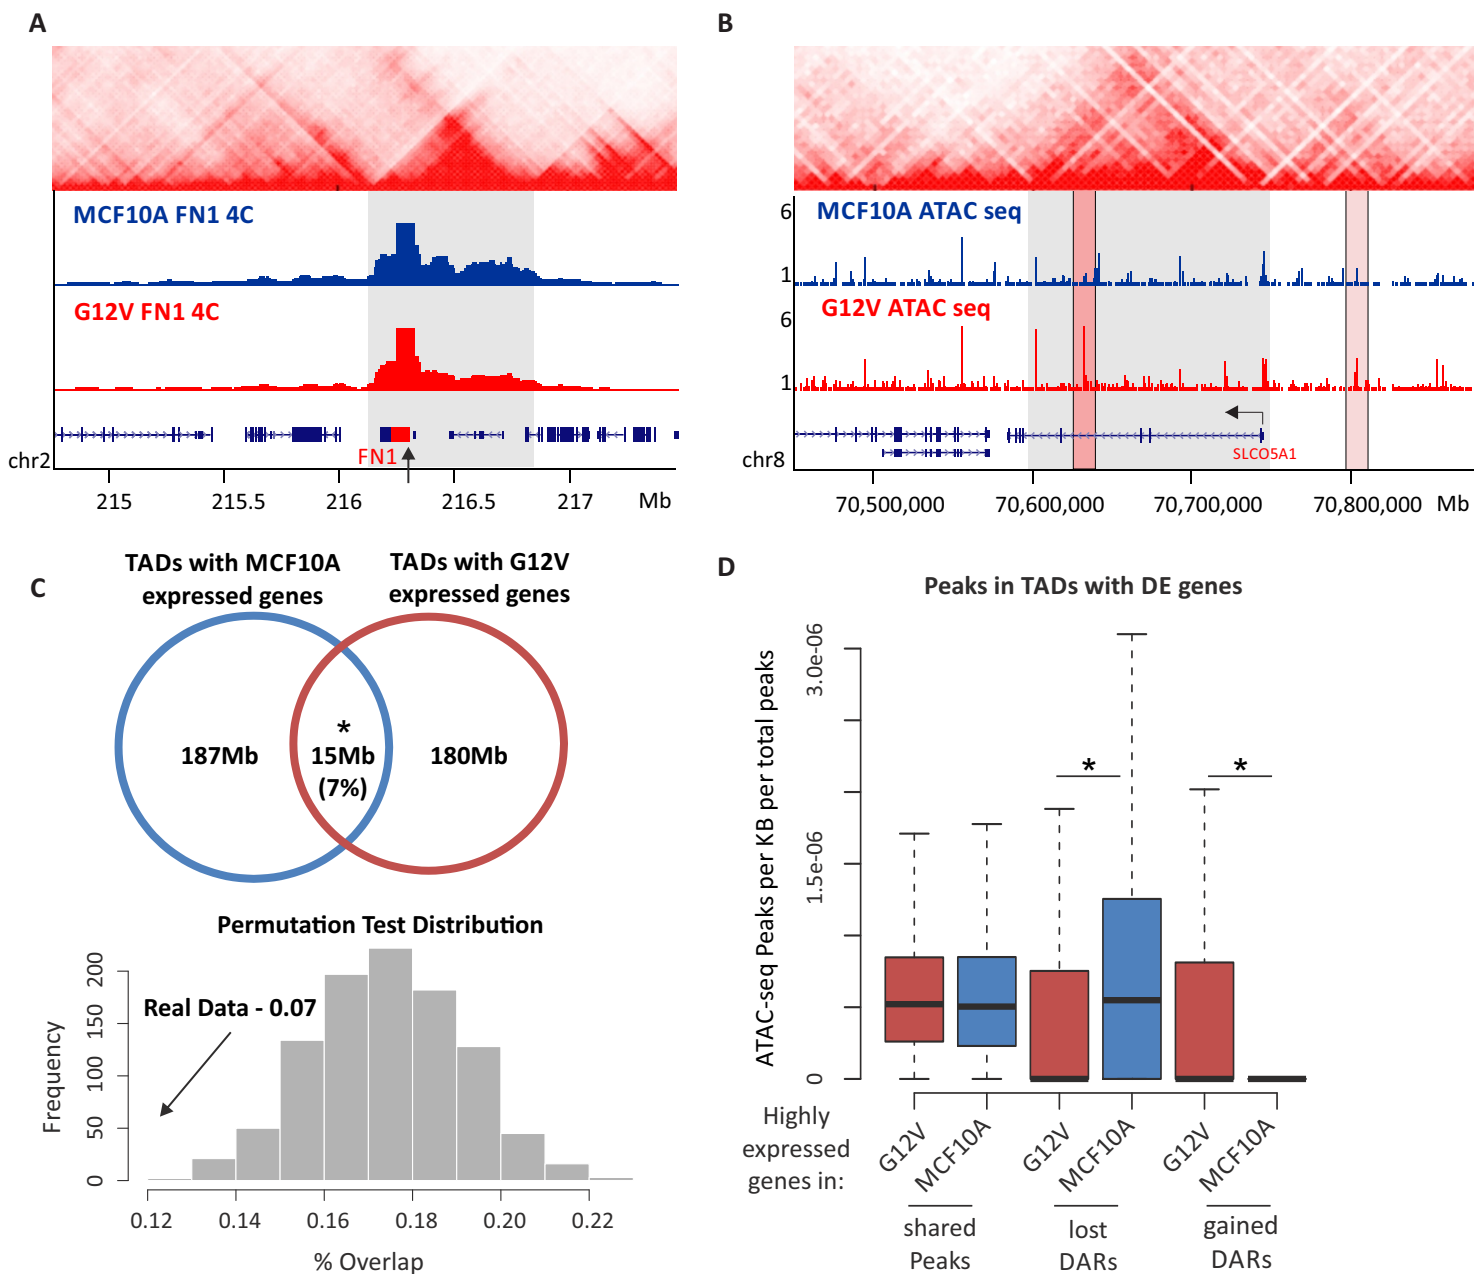 A
MCF10A FN1 4C
G12V FN1 4C
FN1
chr2
215 215.5 216 216.5 217 Mb
B
6
MCF10A ATAC seq
1
6
G12V ATAC seq
1
SLCO5A1
chr8
70,500,000 70,600,000 70,700,000 70,800,000 Mb
C
TADs with MCF10A
expressed genes
TADs with G12V
expressed genes
187Mb
*
15Mb
(7%)
180Mb
Permutation Test Distribution
Real Data - 0.07
Frequency
0 50 100 150 200
0.12 0.14 0.16 0.18 0.20 0.22
% Overlap
D
Peaks in TADs with DE genes
ATAC-seq Peaks per KB per total peaks
0 1.5e-06 3.0e-06
* *
Highly
expressed
genes in:
G12V MCF10A G12V MCF10A G12V MCF10A
shared
Peaks
lost
DARs
gained
DARs